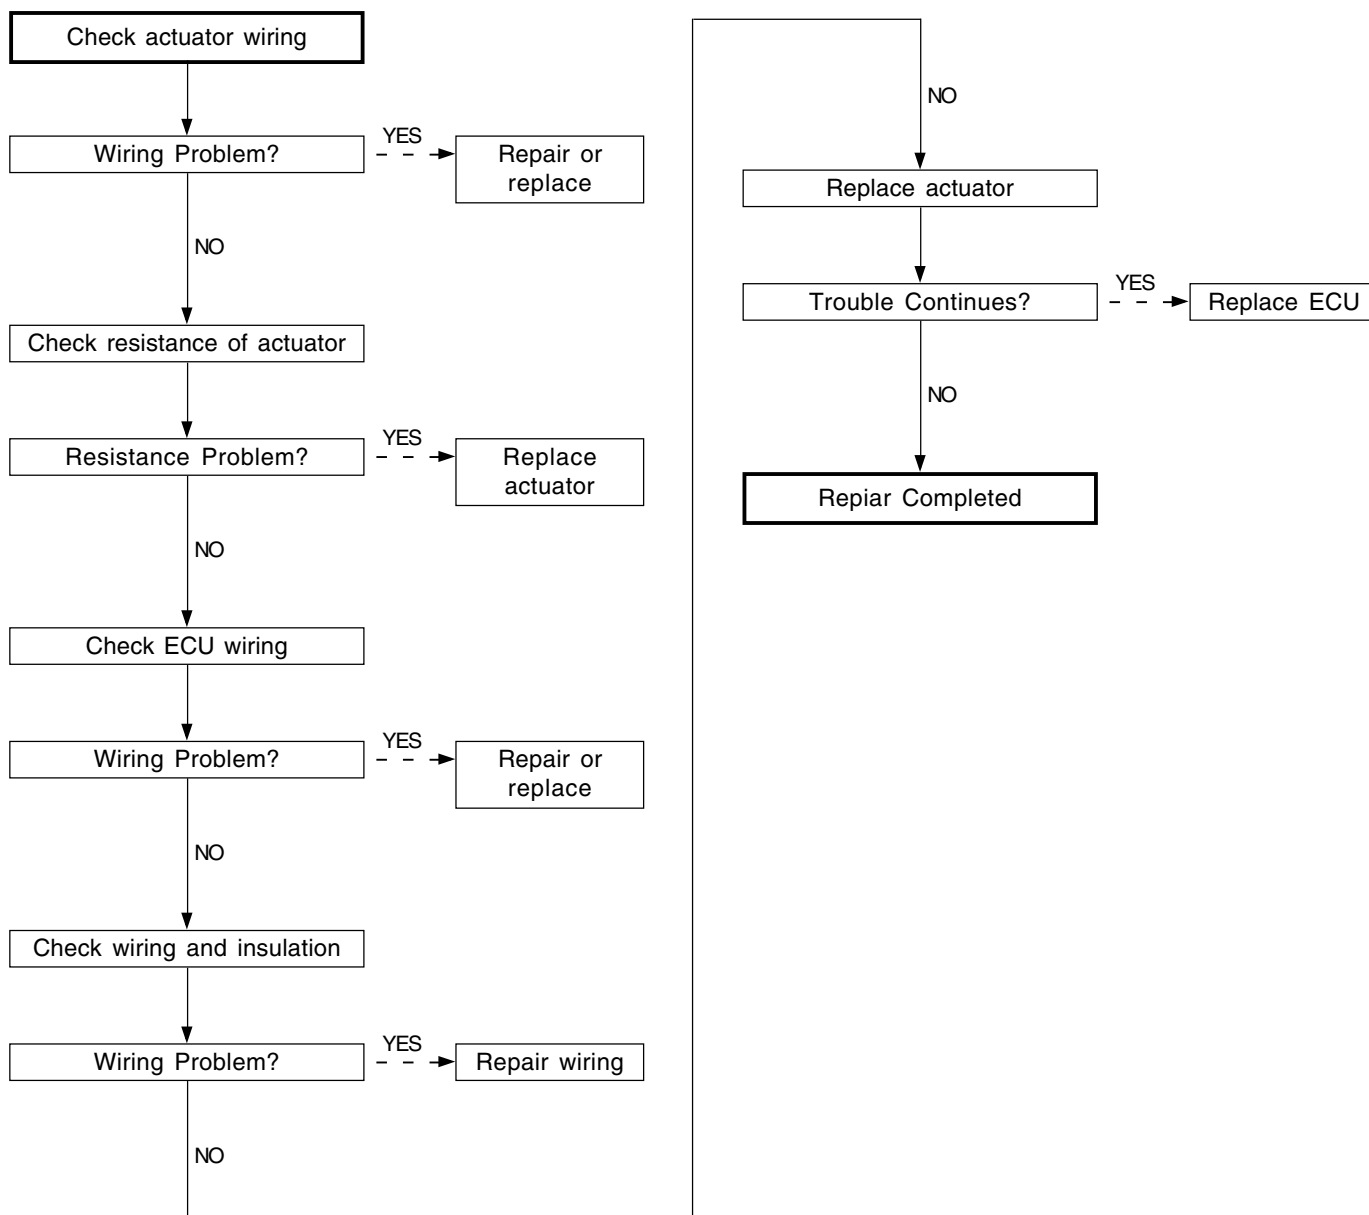 Check actuator wiring
Wiring Problem?
YES
Repair or
replace
NO
Check resistance of actuator
Resistance Problem?
YES
Replace
actuator
NO
Check ECU wiring
Wiring Problem?
YES
Repair or
replace
NO
Check wiring and insulation
Wiring Problem?
YES
Repair wiring
NO
NO
Replace actuator
Trouble Continues?
YES
Replace ECU
NO
Repiar Completed